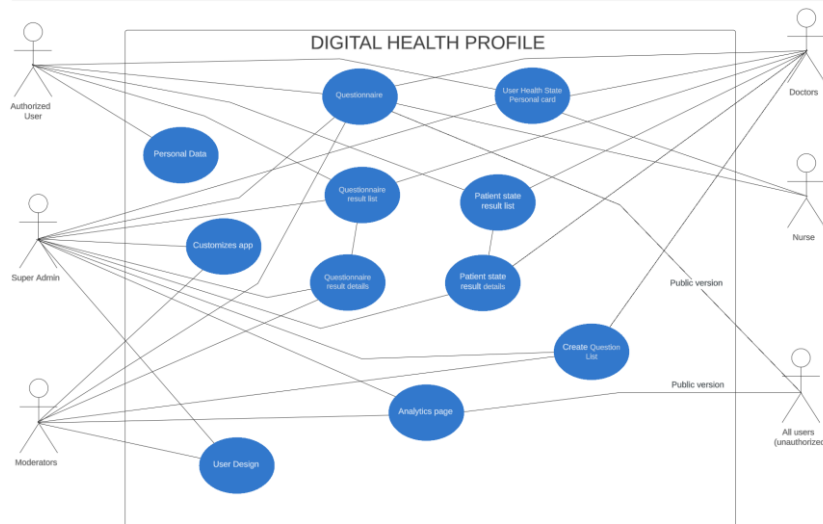 DIGITAL HEALTH PROFILE
Authorized
User
Questionnaire
User Health State
Personal card
Doctors
Personal Data
Questionnaire
result list
Patient state
result list
Super Admin
Customizes app
Nurse
Questionnaire
result details
Patient state
result details
Public version
Create Question
List
Moderators
Analytics page
Public version
All users
(unauthorized
User Design